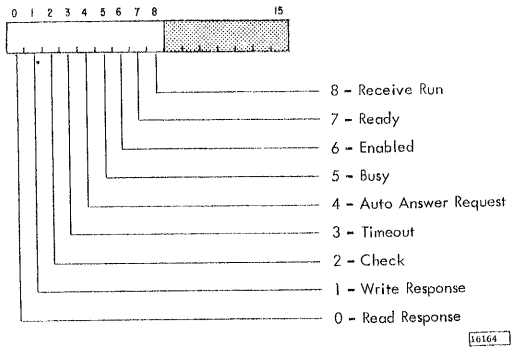 0 1 2 3 4 5 6 7 8 15
8 - Receive Run
7 - Ready
6 - Enabled
5 - Busy
4 - Auto Answer Request
3 - Timeout
2 - Check
1 - Write Response
0 - Read Response
16164